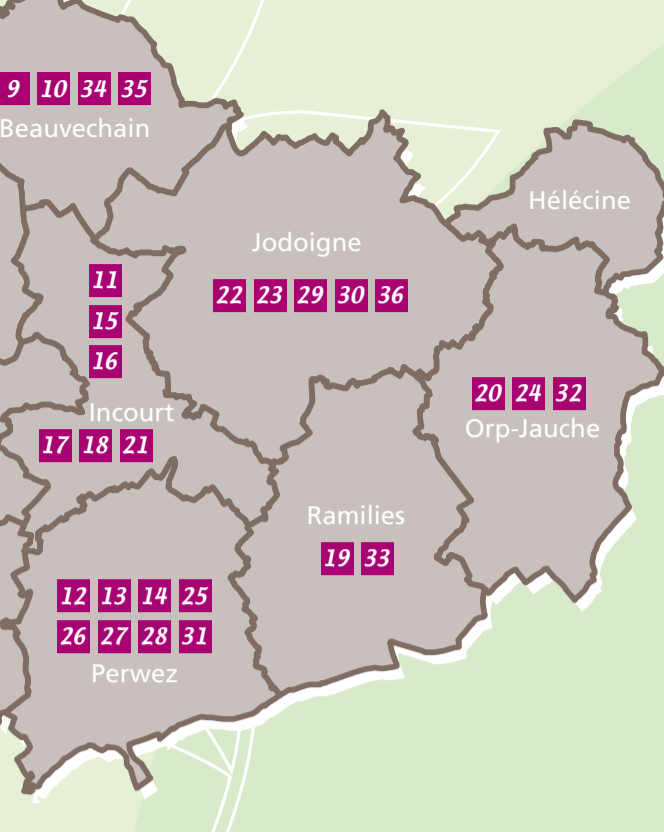 9 10 34 35
Beauvechain
Hélécine
Jodoigne
22 23 29 30 36
11
15
16
Incourt
17 18 21
20 24 32
Orp-Jauche
Ramilies
19 33
12 13 14 25
26 27 28 31
Perwez